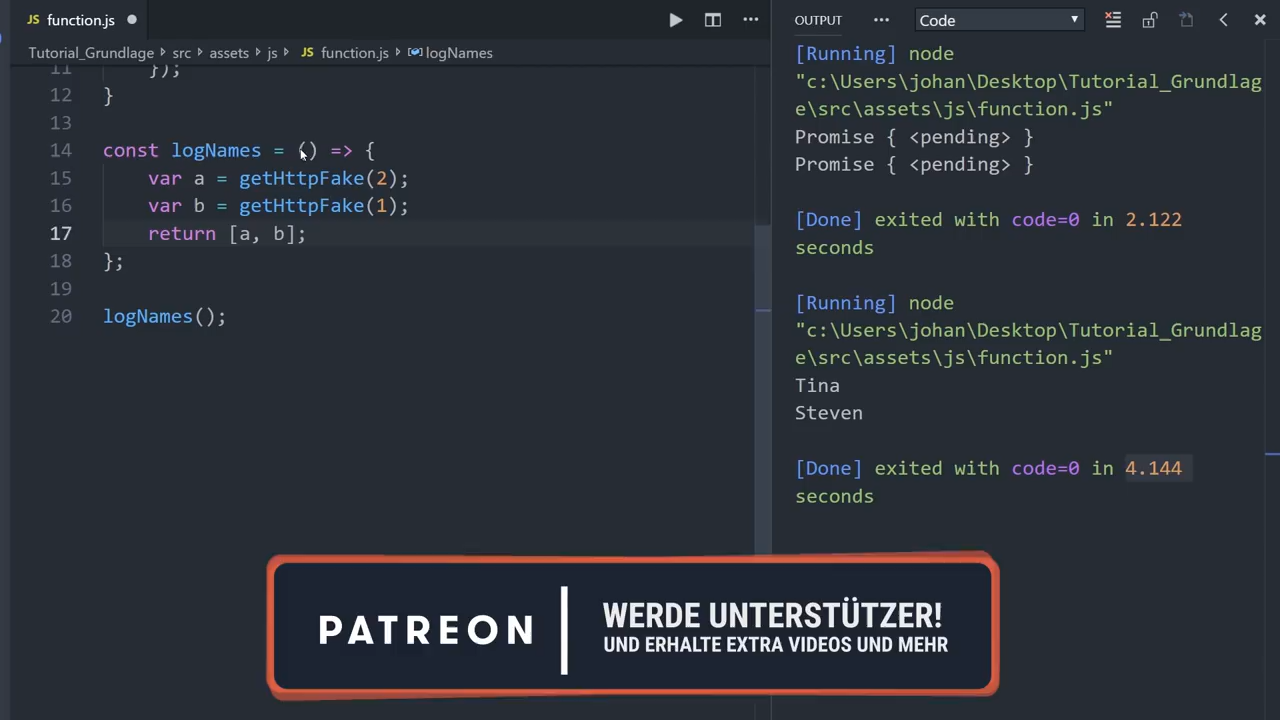 JS function.js
Tutorial_Grundlage > src > assets > js > JS function.js > logNames
11 });
12 }
13
14 const logNames = () => {
15 var a = getHttpFake(2);
16 var b = getHttpFake(1);
17 return [a, b];
18 };
19
20 logNames();
OUTPUT ••• Code
[Running] node
"c:\Users\johan\Desktop\Tutorial_Grundlag
e\src\assets\js\function.js"
Promise { <pending> }
Promise { <pending> }
[Done] exited with code=0 in 2.122
seconds
[Running] node
"c:\Users\johan\Desktop\Tutorial_Grundlag
e\src\assets\js\function.js"
Tina
Steven
[Done] exited with code=0 in 4.144
seconds
PATREON
WERDE UNTERSTÜTZER!
UND ERHALTE EXTRA VIDEOS UND MEHR